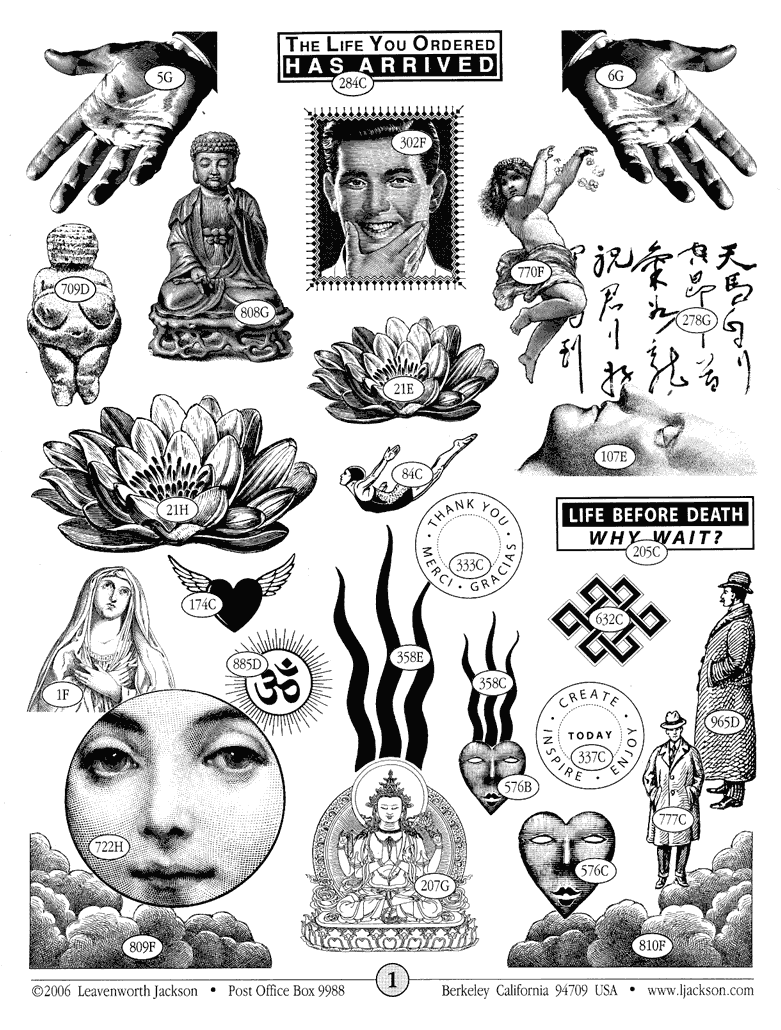 THE LIFE YOU ORDERED
HAS ARRIVED
284C
5G
6G
302F
709D
808G
770F
278G
天馬
21E
107E
84C
21H
LIFE BEFORE DEATH
WHY WAIT?
205C
THANK YOU • GRACIAS • MERCI •
333C
174C
632C
1F
885D
358E
358C
965D
CREATE • ENJOY • INSPIRE •
TODAY
337C
576B
777C
722H
576C
207G
809F
810F
1
©2006 Leavenworth Jackson • Post Office Box 9988
Berkeley California 94709 USA • www.ljackson.com